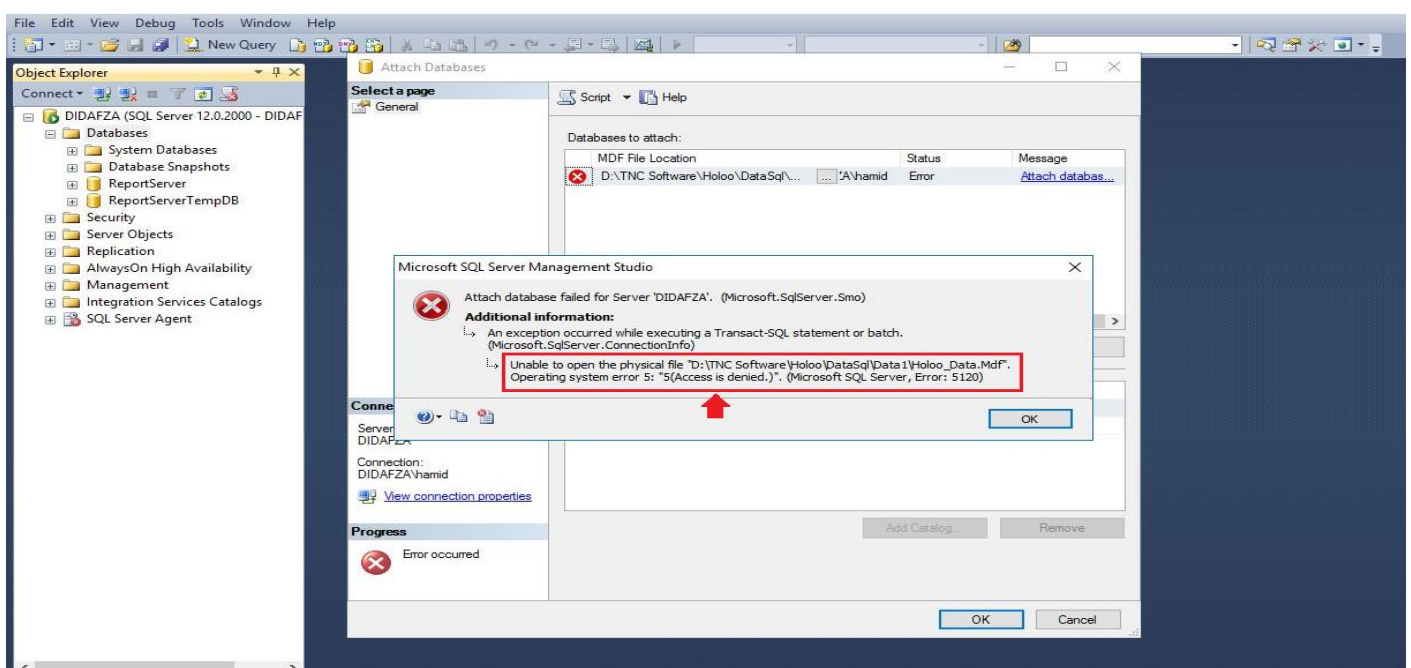 File Edit View Debug Tools Window Help
New Query
Object Explorer
Connect
DIDAFZA (SQL Server 12.0.2000 - DIDAF
Databases
System Databases
Database Snapshots
ReportServer
ReportServerTempDB
Security
Server Objects
Replication
AlwaysOn High Availability
Management
Integration Services Catalogs
SQL Server Agent
Attach Databases
Select a page
General
Script Help
Databases to attach:
MDF File Location Status Message
D:\TNC Software\Holoo\DataSql\... ... 'A\hamid Error Attach databas...
Microsoft SQL Server Management Studio
Attach database failed for Server 'DIDAFZA'. (Microsoft.SqlServer.Smo)
Additional information:
An exception occurred while executing a Transact-SQL statement or batch.
(Microsoft.SqlServer.ConnectionInfo)
Unable to open the physical file "D:\TNC Software\Holoo\DataSql\Data1\Holoo_Data.Mdf".
Operating system error 5: "5(Access is denied.)". (Microsoft SQL Server, Error: 5120)
OK
Conne
Server
DIDAFZA
Connection:
DIDAFZA\hamid
View connection properties
Add Catalog... Remove
Progress
Error occurred
OK Cancel